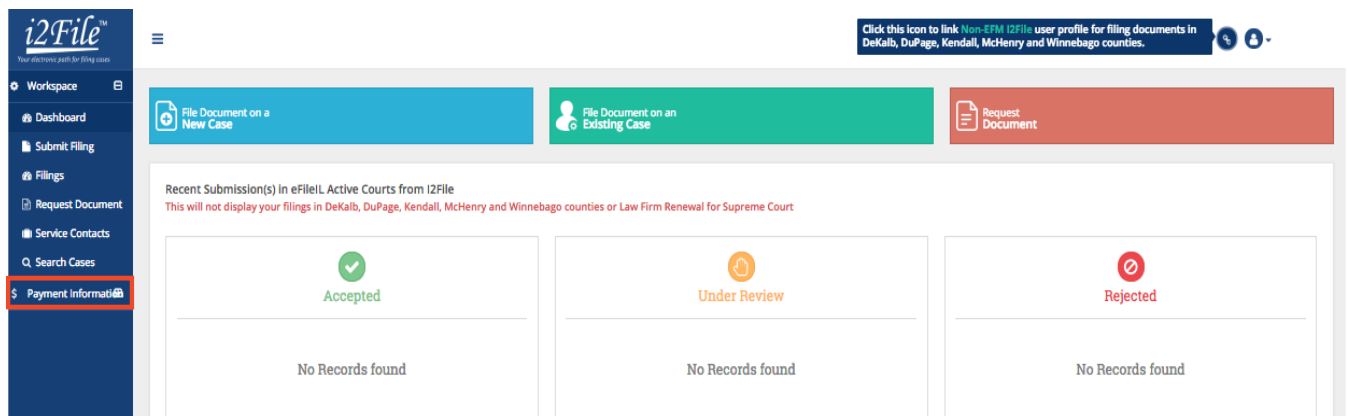 i2File™
Your electronic path for filing cases
Workspace
Dashboard
Submit Filing
Filings
Request Document
Service Contacts
Search Cases
$ Payment Informati
Click this icon to link Non-EFM I2File user profile for filing documents in
DeKalb, DuPage, Kendall, McHenry and Winnebago counties.
File Document on a
New Case
File Document on an
Existing Case
Request
Document
Recent Submission(s) in eFileIL Active Courts from I2File
This will not display your filings in DeKalb, DuPage, Kendall, McHenry and Winnebago counties or Law Firm Renewal for Supreme Court
Accepted
No Records found
Under Review
No Records found
Rejected
No Records found